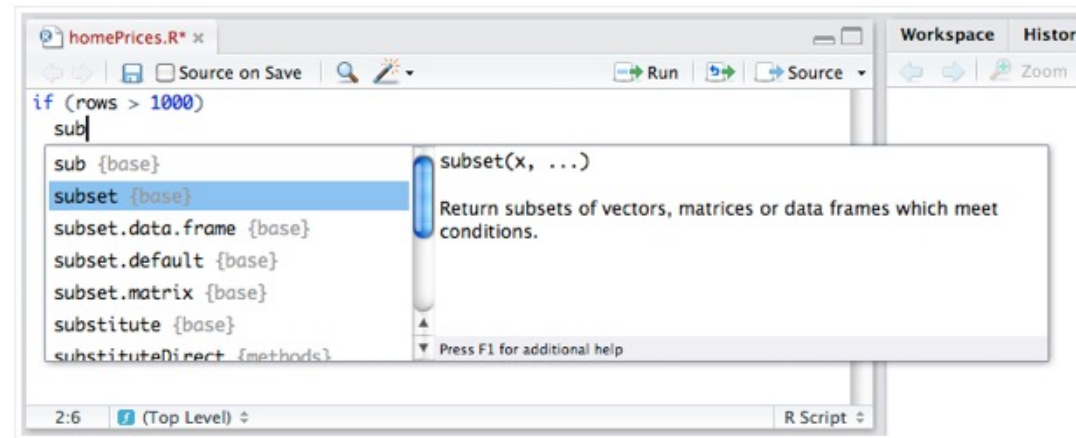 homePrices.R* ×
Workspace Histor
Source on Save Run Source Zoom
if (rows > 1000)
sub
sub {base}
subset {base}
subset.data.frame {base}
subset.default {base}
subset.matrix {base}
substitute {base}
substituteDirect {methods}
subset(x, ...)
Return subsets of vectors, matrices or data frames which meet
conditions.
Press F1 for additional help
2:6 (Top Level) R Script